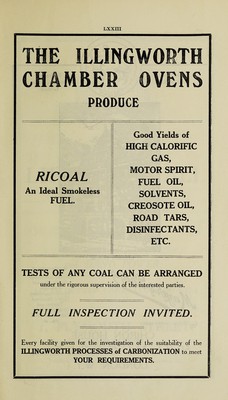 LXXIII
THE ILLINGWORTH
CHAMBER OVENS
PRODUCE
RICOAL
An Ideal Smokeless
FUEL.
Good Yields of
HIGH CALORIFIC
GAS,
MOTOR SPIRIT,
FUEL OIL,
SOLVENTS,
CREOSOTE OIL,
ROAD TARS,
DISINFECTANTS,
ETC.
TESTS OF ANY COAL CAN BE ARRANGED
under the rigorous supervision of the interested parties.
FULL INSPECTION INVITED.
Every facility given for the investigation of the suitability of the
ILLINGWORTH PROCESSES of CARBONIZATION to meet
YOUR REQUIREMENTS.